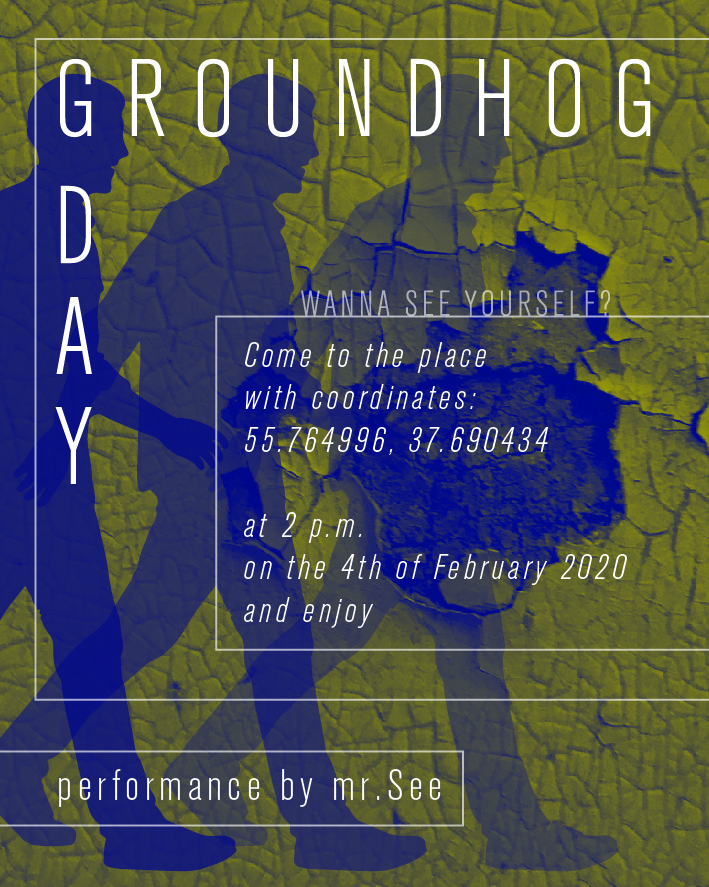 GROUNDHOG
DAY
WANNA SEE YOURSELF?
Come to the place
with coordinates:
55.764996, 37.690434
at 2 p.m.
on the 4th of February 2020
and enjoy
performance by mr.See